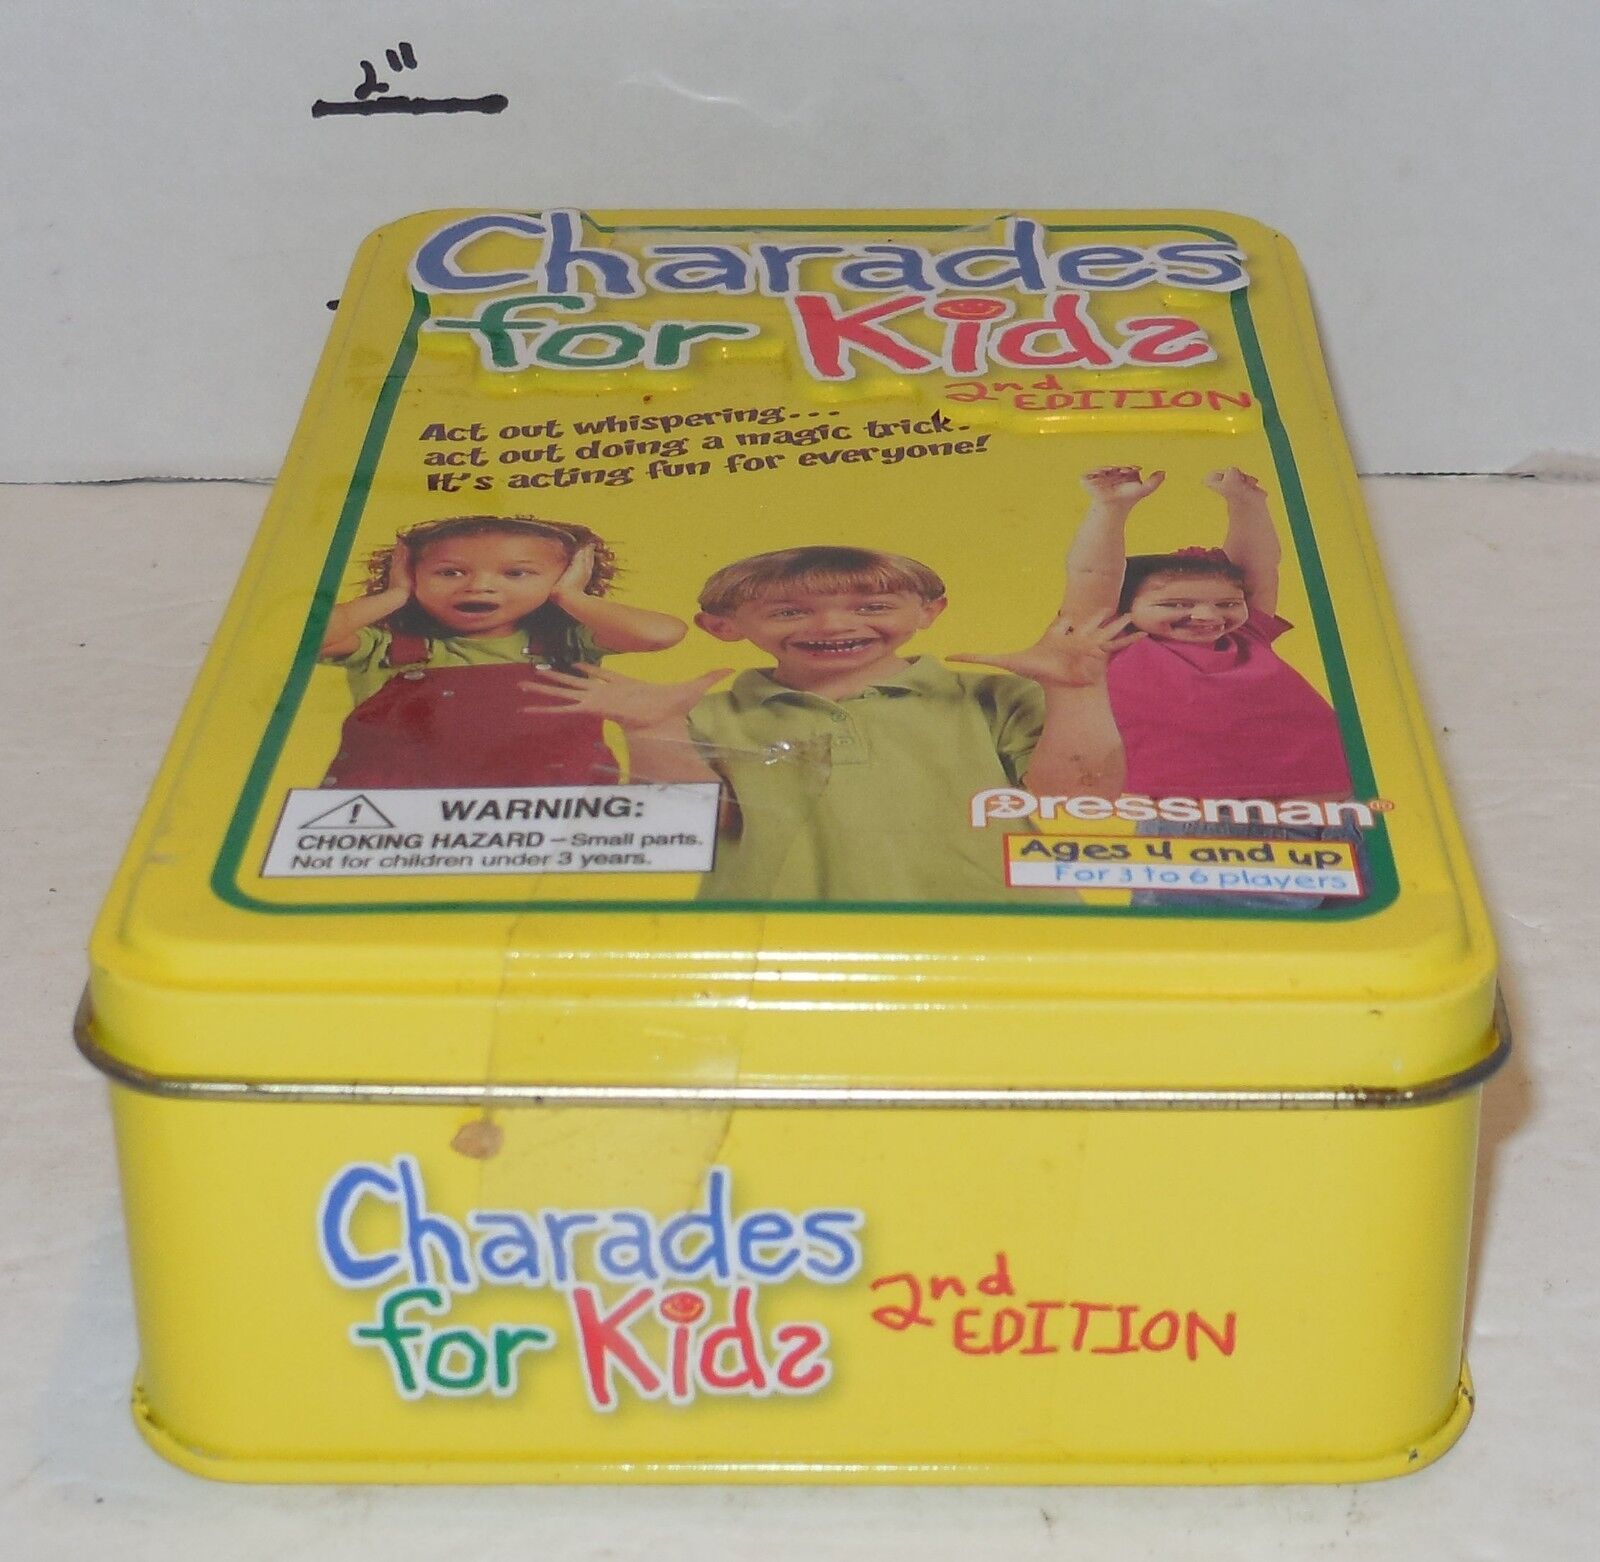 2"
Charades
for Kids
2nd EDITION
Act out whispering...
act out doing a magic trick.
It's acting fun for everyone!
WARNING:
CHOKING HAZARD – Small parts.
Not for children under 3 years.
Pressman®
Ages 4 and up
For 3 to 6 players
Charades
for Kids
2nd EDITION